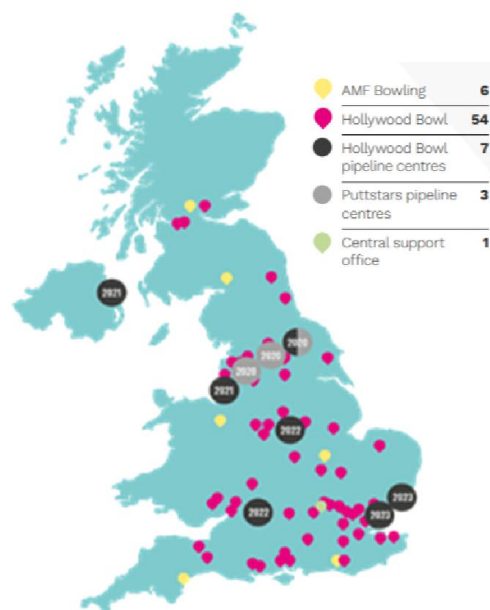 AMF Bowling 6
Hollywood Bowl 54
Hollywood Bowl 7
pipeline centres
Puttstars pipeline 3
centres
Central support 1
office
2021
2020
2020
2020
2021
2022
2023
2022
2023